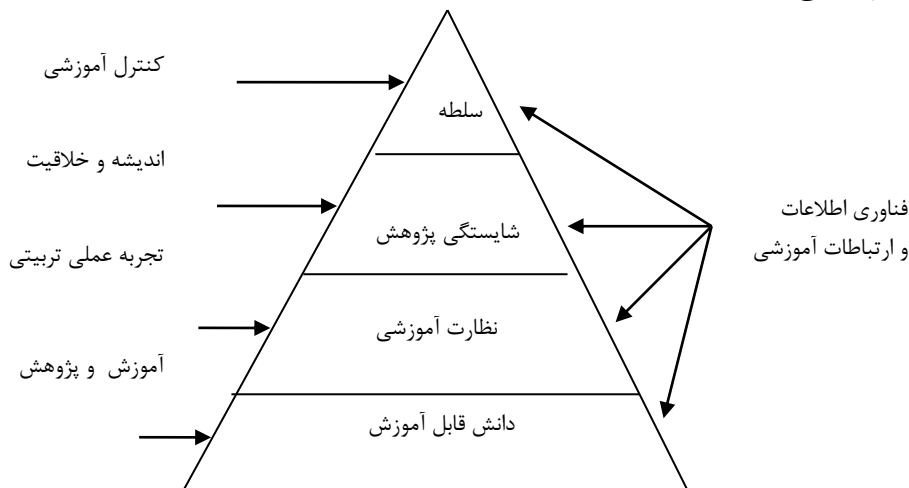 کنترل آموزشی
سلطه
اندیشه و خلاقیت
فناوری اطلاعات
و ارتباطات آموزشی
شایستگی پژوهش
تجربه عملی تربیتی
نظارت آموزشی
آموزش و پژوهش
دانش قابل آموزش